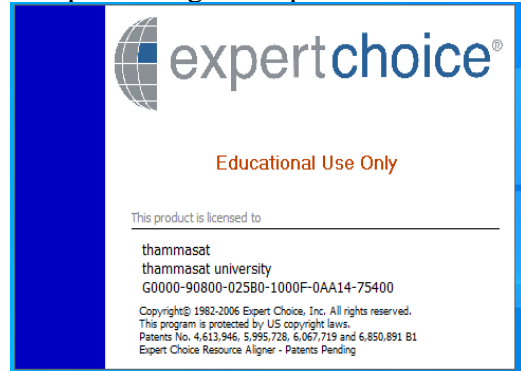 expertchoice®
Educational Use Only
This product is licensed to
thammasat
thammasat university
G0000-90800-025B0-1000F-0AA14-75400
Copyright© 1982-2006 Expert Choice, Inc. All rights reserved.
This program is protected by US copyright laws.
Patents No. 4,613,946, 5,995,728, 6,067,719 and 6,850,891 B1
Expert Choice Resource Aligner - Patents Pending